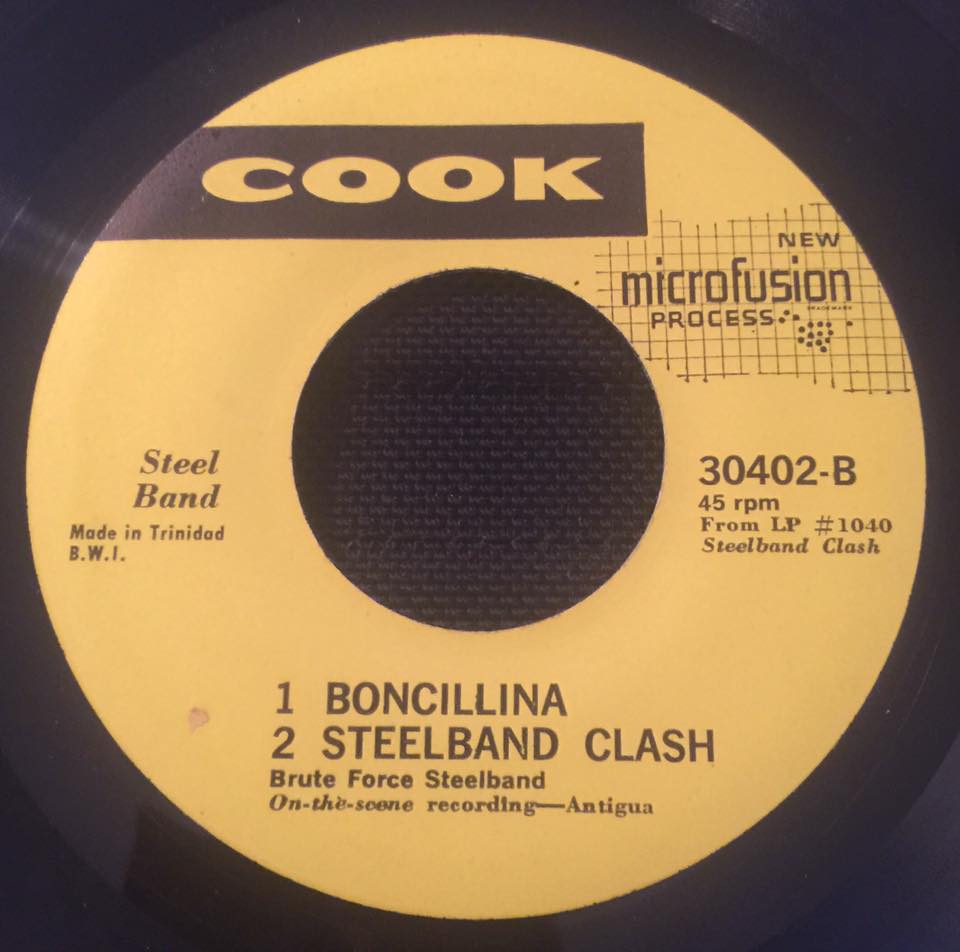 COOK
NEW
microfusion
TRADEMARK
PROCESS
Steel
Band
Made in Trinidad
B.W.I.
30402-B
45 rpm
From LP #1040
Steelband Clash
1 BONCILLINA
2 STEELBAND CLASH
Brute Force Steelband
On-the-scene recording—Antigua